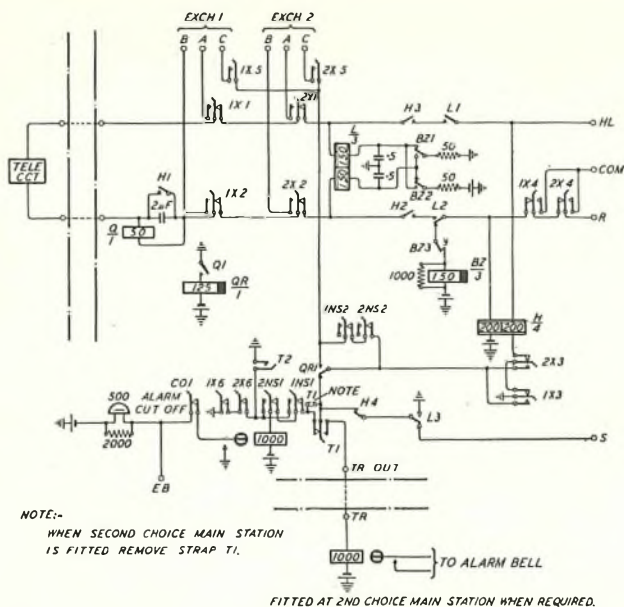 EXCH 1 EXCH 2
B A C B A C
1X5 2X5
1X1 2X1
H3 L1 HL
L/3
BZ1 50
TELE CCT
150 150
·5
·5
BZ2 50
COM
H1
2μF
1X2 2X2
H2 L2
1X4 2X4
R
Q/1 50
Q1
125 QR/1
BZ3
1000 150 BZ/3
1NS2 2NS2
200 200 H/4
T2
QR1
2X3
500 ALARM CUT OFF CO1 1X6 2X6 2NS1 1NS1
T1 NOTE
H4 L3
1X3
2000
1000
T1
S
EB
TR OUT
TR
NOTE:-
WHEN SECOND CHOICE MAIN STATION
IS FITTED REMOVE STRAP T1.
1000
TO ALARM BELL
FITTED AT 2ND CHOICE MAIN STATION WHEN REQUIRED.